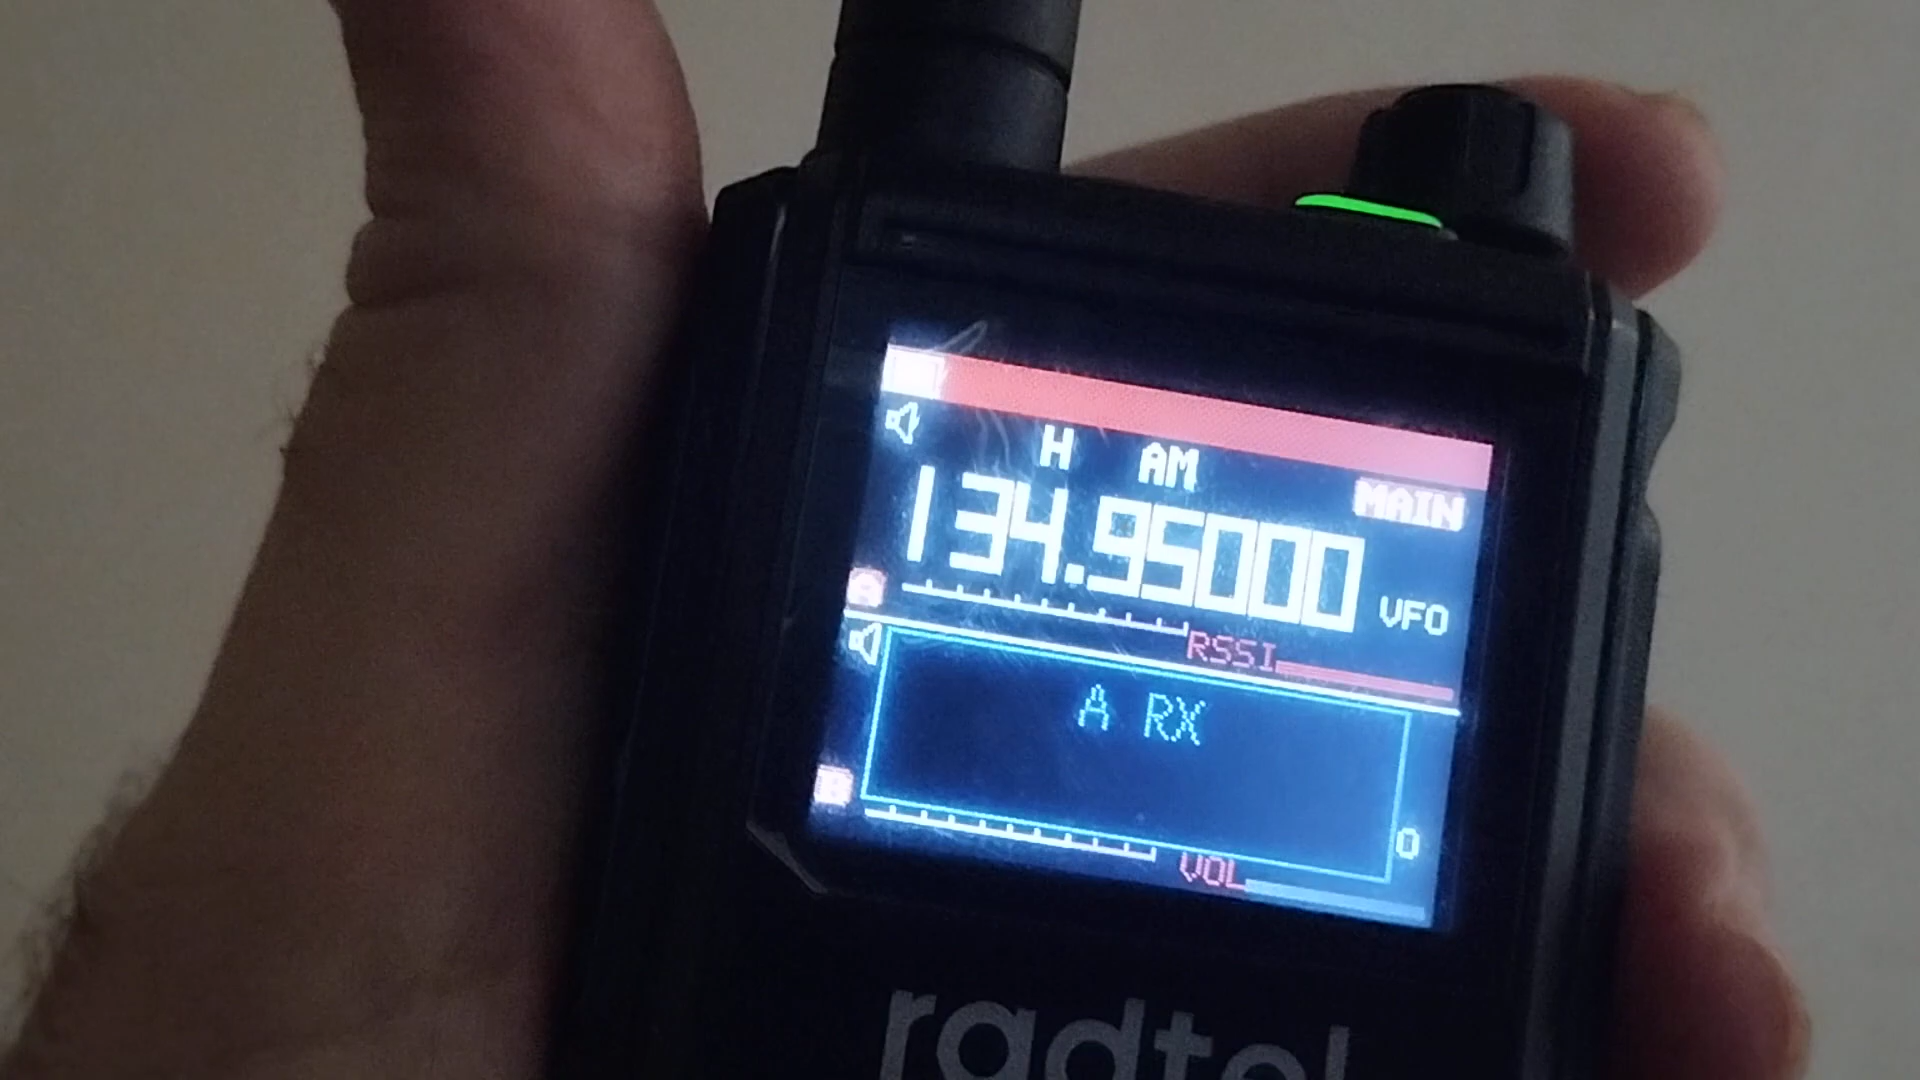 H AM
MAIN
134.95000
A
VFO
RSSI
A RX
B
0
VOL
radtel